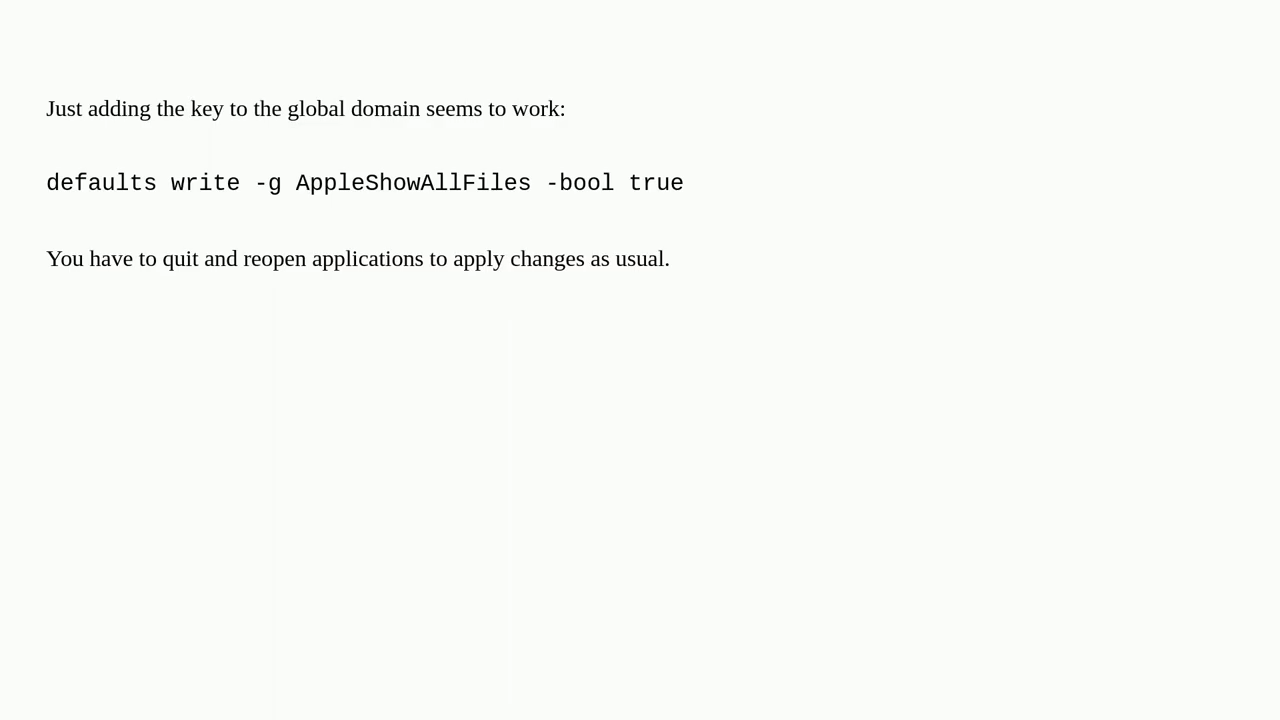 Just adding the key to the global domain seems to work:
defaults write -g AppleShowAllFiles -bool true
You have to quit and reopen applications to apply changes as usual.